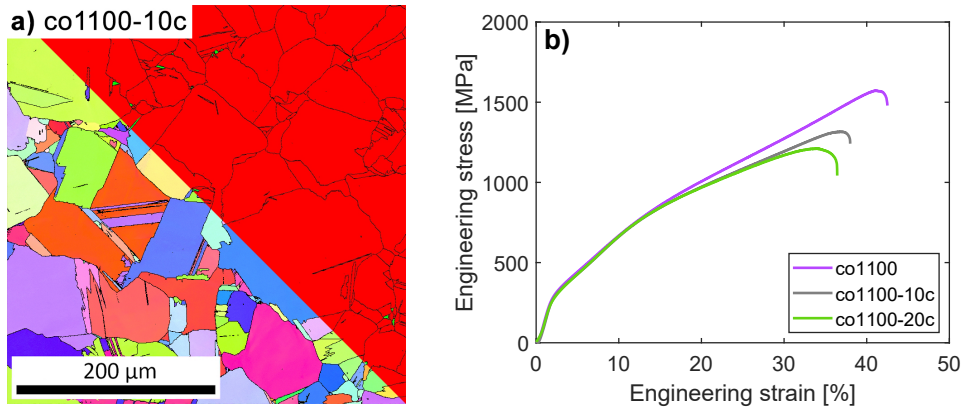 a) co1100-10c
200 µm
b)
Engineering stress [MPa]
2000
1500
1000
500
0
co1100
co1100-10c
co1100-20c
0 10 20 30 40 50
Engineering strain [%]